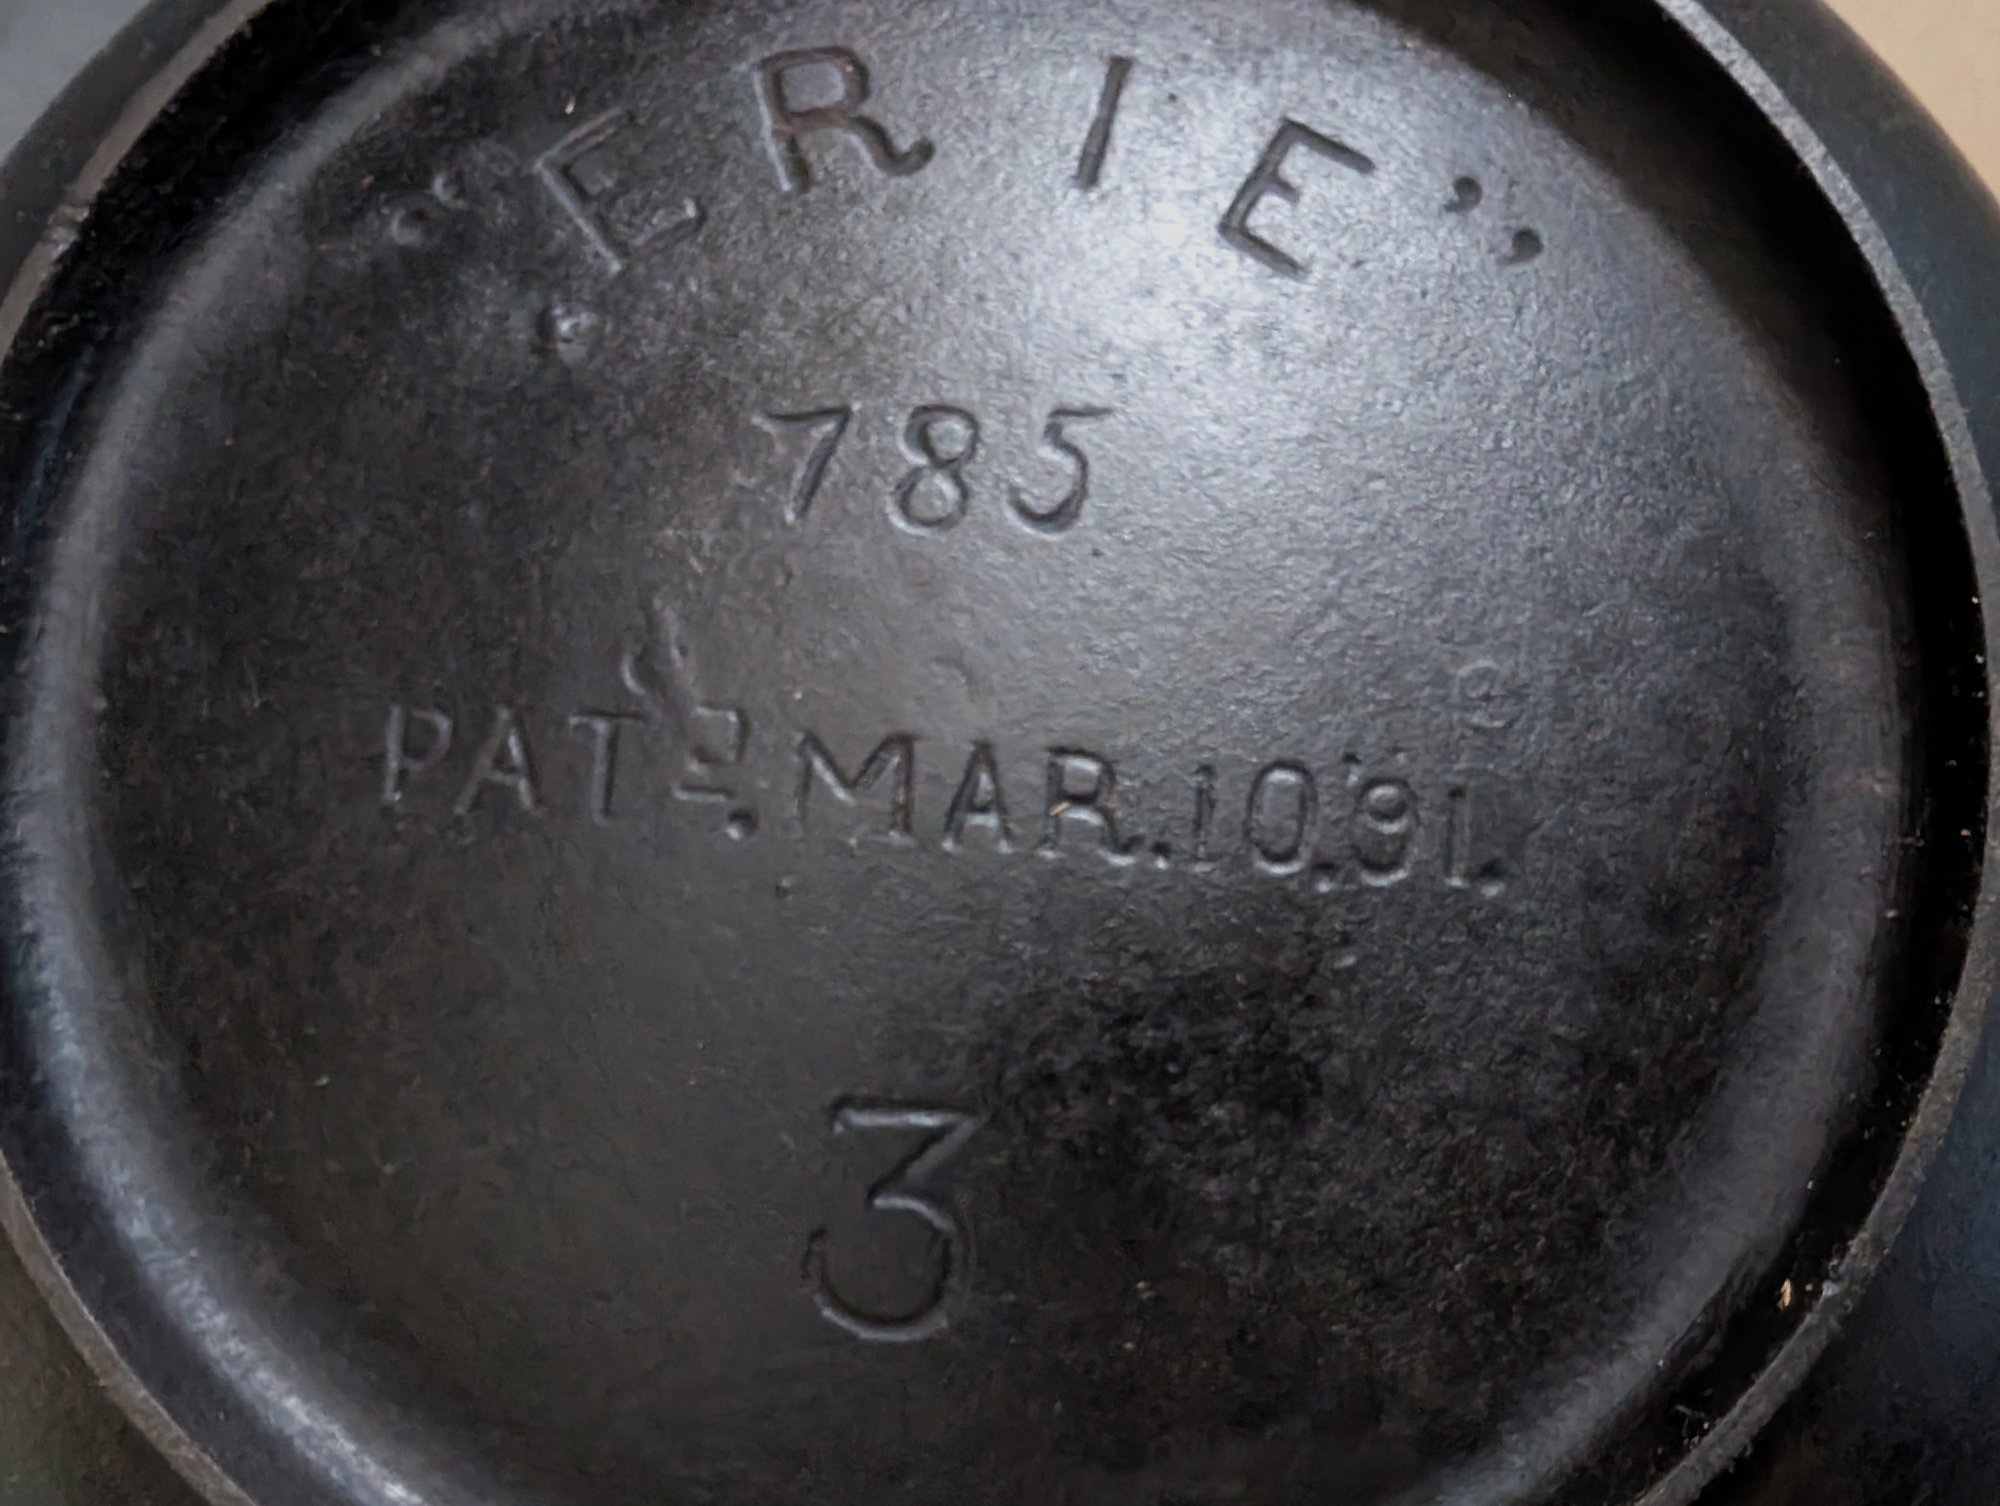 "ERIE"
785
PAT'D. MAR. 10. '91.
3